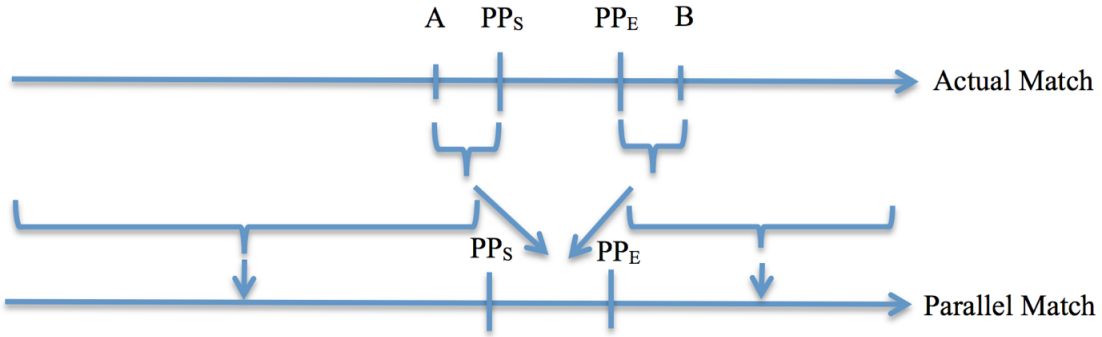 A PPS PPE B
Actual Match
PPS PPE
Parallel Match